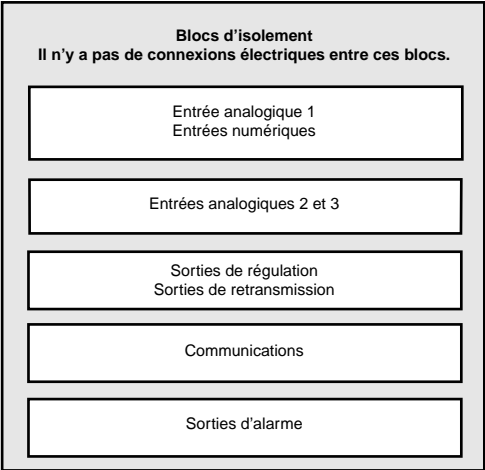 Blocs d’isolement
Il n’y a pas de connexions électriques entre ces blocs.
Entrée analogique 1
Entrées numériques
Entrées analogiques 2 et 3
Sorties de régulation
Sorties de retransmission
Communications
Sorties d’alarme